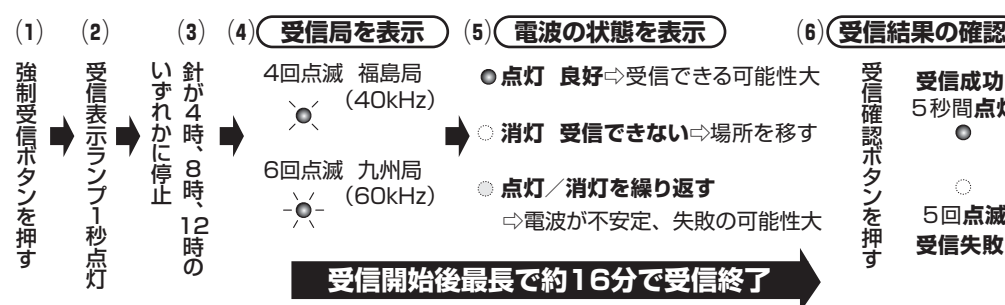 (1)
強制受信ボタンを押す
(2)
受信表示ランプ1秒点灯
(3)
針が4時、8時、12時の
いずれかに停止
(4) 受信局を表示
4回点滅 福島局
(40kHz)
6回点滅 九州局
(60kHz)
(5) 電波の状態を表示
点灯 良好⇨受信できる可能性大
消灯 受信できない⇨場所を移す
点灯／消灯を繰り返す
⇨電波が不安定、失敗の可能性大
(6) 受信結果の確認
受信確認ボタンを押す
受信成功
5秒間点灯
5回点滅
受信失敗
受信開始後最長で約16分で受信終了